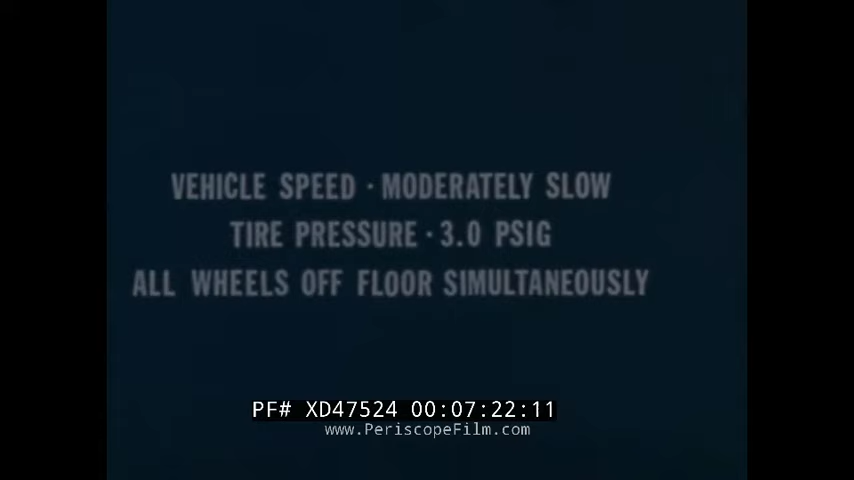 VEHICLE SPEED · MODERATELY SLOW
TIRE PRESSURE · 3.0 PSIG
ALL WHEELS OFF FLOOR SIMULTANEOUSLY
PF# XD47524 00:07:22:11
www.PeriscopeFilm.com